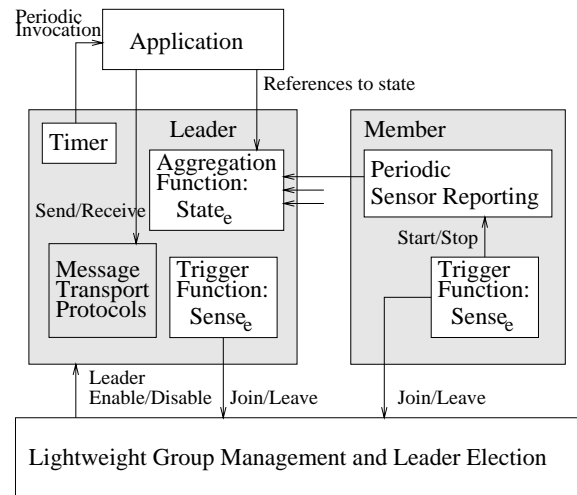 Periodic
Invocation
Application
References to state
Leader
Timer
Aggregation
Function:
State_e
Send/Receive
Message
Transport
Protocols
Trigger
Function:
Sense_e
Member
Periodic
Sensor Reporting
Start/Stop
Trigger
Function:
Sense_e
Leader
Enable/Disable
Join/Leave
Join/Leave
Lightweight Group Management and Leader Election